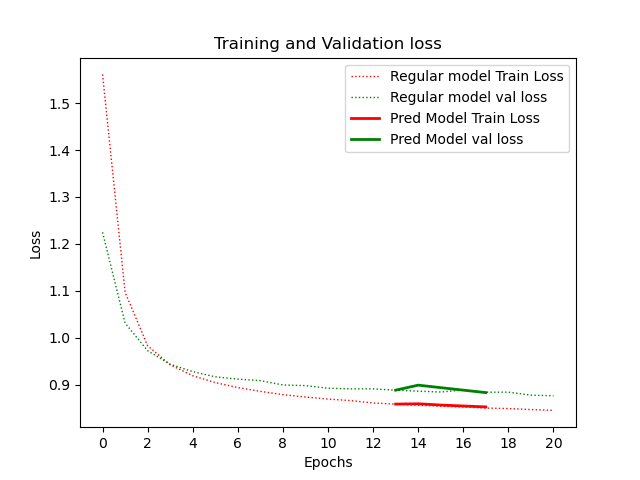 Training and Validation loss
Regular model Train Loss
Regular model val loss
Pred Model Train Loss
Pred Model val loss
1.5
1.4
1.3
1.2
1.1
1.0
0.9
Loss
0 2 4 6 8 10 12 14 16 18 20
Epochs